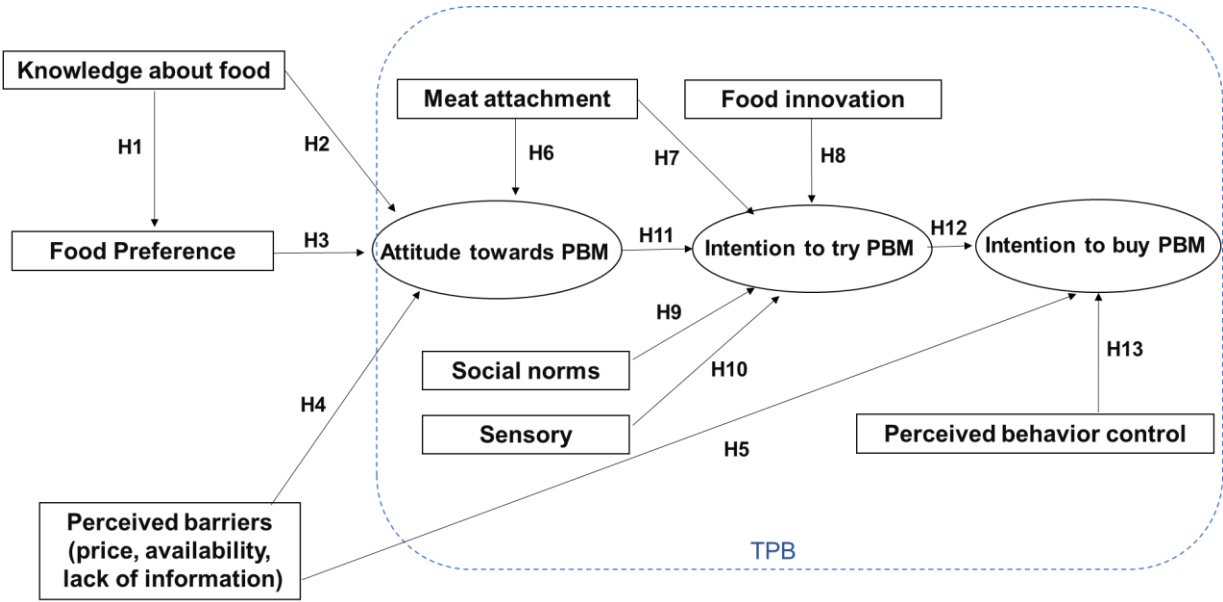 Knowledge about food
Meat attachment
Food innovation
H1
H2
H6
H7
H8
Food Preference
H3
Attitude towards PBM
H11
Intention to try PBM
H12
Intention to buy PBM
H9
H10
H13
Social norms
H4
Sensory
H5
Perceived behavior control
Perceived barriers
(price, availability,
lack of information)
TPB